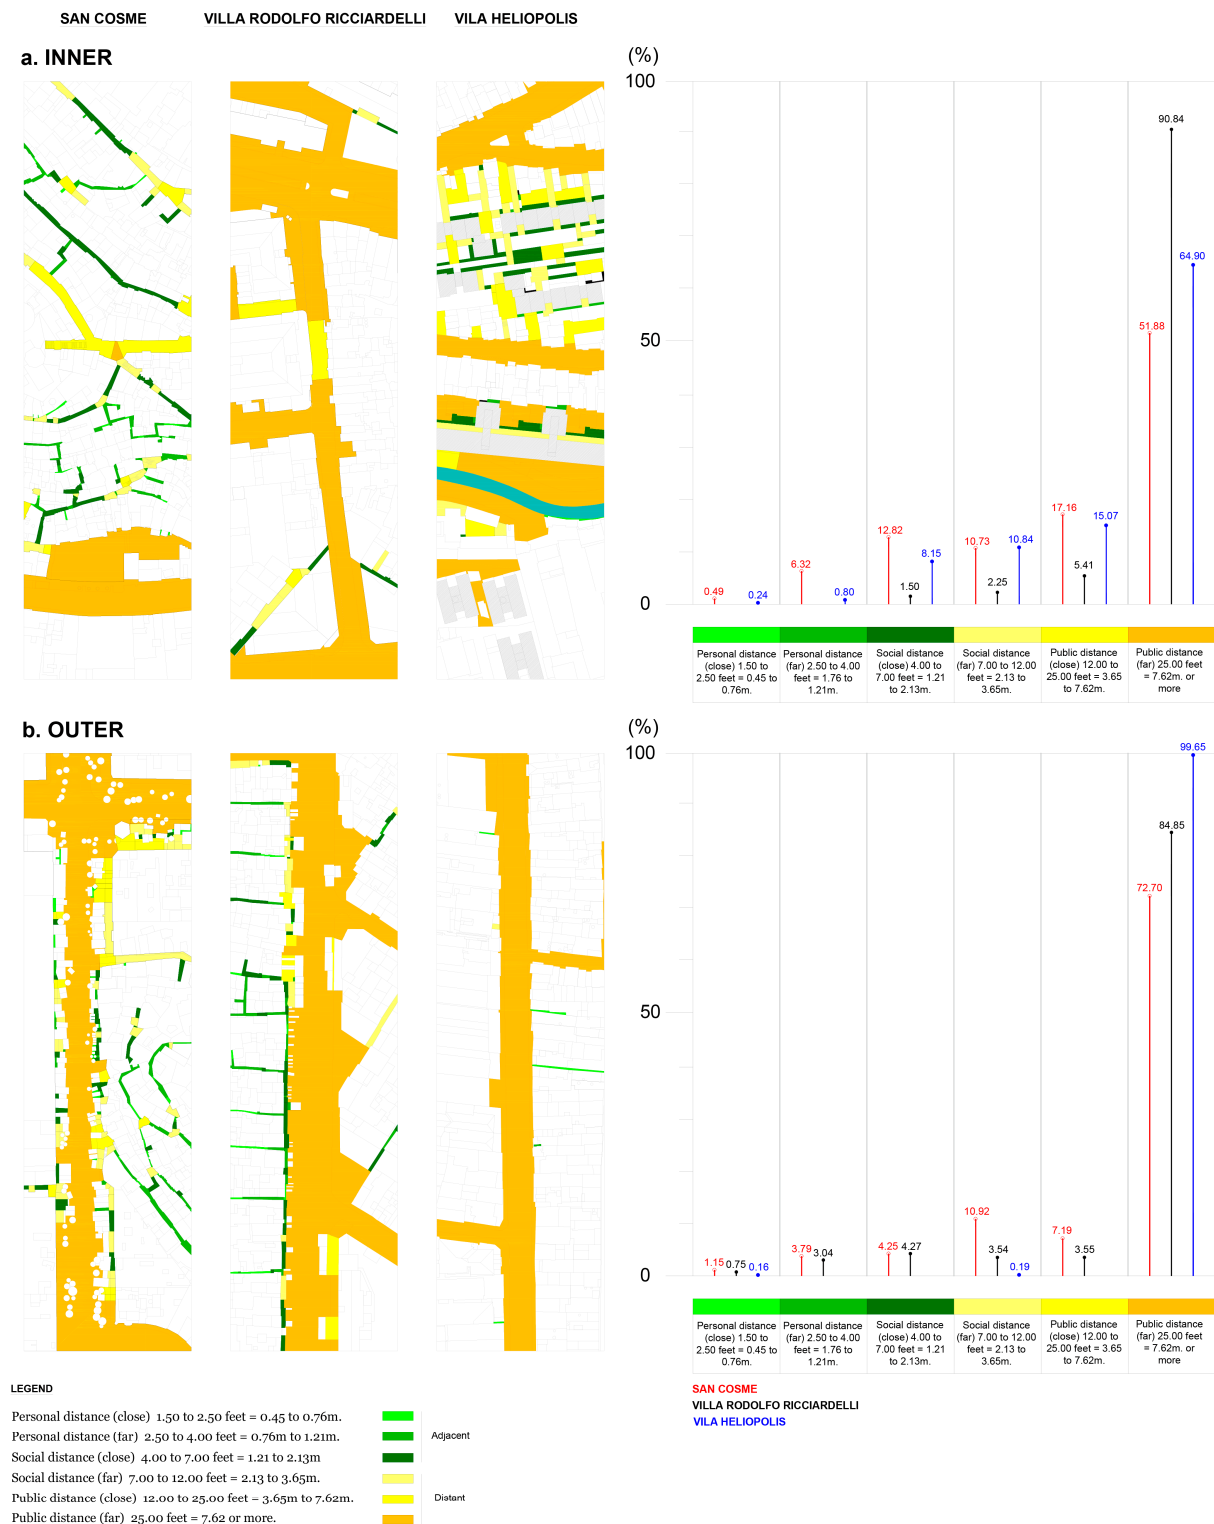 SAN COSME
VILLA RODOLFO RICCIARDELLI
VILA HELIOPOLIS
a. INNER
(%)
100
50
0
0.49
0.24
6.32
0.80
12.82
1.50
8.15
10.73
2.25
10.84
17.16
5.41
15.07
51.88
90.84
64.90
Personal distance
(close) 1.50 to
2.50 feet = 0.45 to
0.76m.
Personal distance
(far) 2.50 to 4.00
feet = 1.76 to
1.21m.
Social distance
(close) 4.00 to
7.00 feet = 1.21
to 2.13m.
Social distance
(far) 7.00 to 12.00
feet = 2.13 to
3.65m.
Public distance
(close) 12.00 to
25.00 feet = 3.65
to 7.62m.
Public distance
(far) 25.00 feet
= 7.62m. or
more
b. OUTER
(%)
100
50
0
1.15
0.75
0.16
3.79
3.04
4.25
4.27
10.92
3.54
0.19
7.19
3.55
72.70
84.85
99.65
Personal distance
(close) 1.50 to
2.50 feet = 0.45 to
0.76m.
Personal distance
(far) 2.50 to 4.00
feet = 1.76 to
1.21m.
Social distance
(close) 4.00 to
7.00 feet = 1.21
to 2.13m.
Social distance
(far) 7.00 to 12.00
feet = 2.13 to
3.65m.
Public distance
(close) 12.00 to
25.00 feet = 3.65
to 7.62m.
Public distance
(far) 25.00 feet
= 7.62m. or
more
SAN COSME
VILLA RODOLFO RICCIARDELLI
VILA HELIOPOLIS
LEGEND
Personal distance (close) 1.50 to 2.50 feet = 0.45 to 0.76m.
Personal distance (far) 2.50 to 4.00 feet = 0.76m to 1.21m.
Social distance (close) 4.00 to 7.00 feet = 1.21 to 2.13m
Social distance (far) 7.00 to 12.00 feet = 2.13 to 3.65m.
Public distance (close) 12.00 to 25.00 feet = 3.65m to 7.62m.
Public distance (far) 25.00 feet = 7.62 or more.
Adjacent
Distant